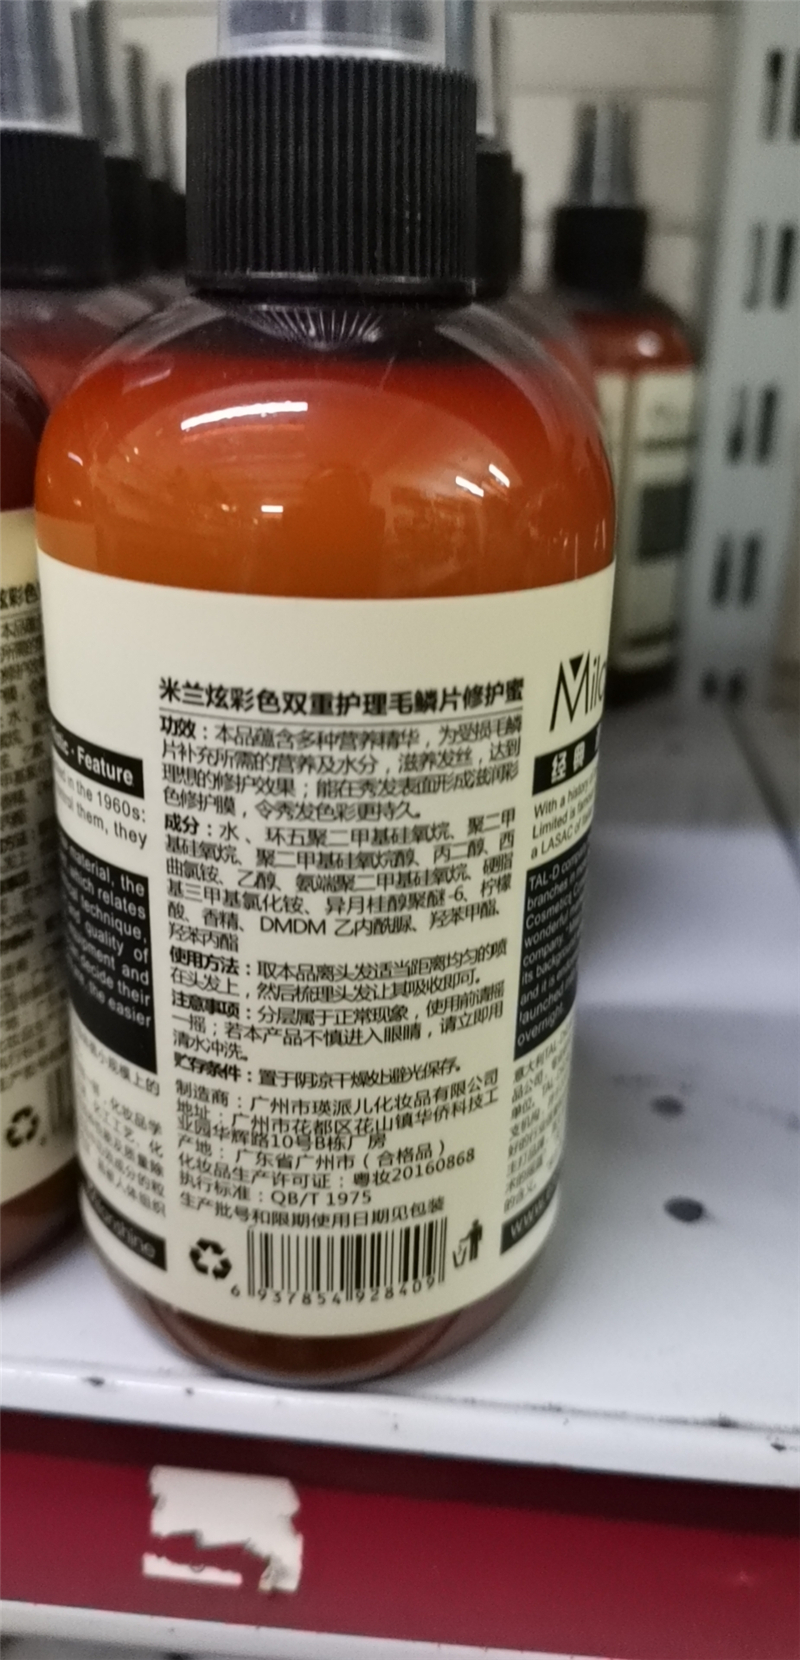 米兰炫彩色双重护理毛鳞片修护蜜
功效：本品蕴含多种营养精华，为受损毛鳞
片补充所需的营养及水分，滋养发丝，达到
理想的修护效果；能在秀发表面形成滋润彩
色修护膜，令秀发色彩更持久。
成分：水、环五聚二甲基硅氧烷、聚二甲
基硅氧烷、聚二甲基硅氧烷醇、丙二醇、西
曲氯铵、乙醇、氨端聚二甲基硅氧烷、硬脂
基三甲基氯化铵、异月桂醇聚醚-6、柠檬
酸、香精、DMDM 乙内酰脲、羟苯甲酯、
羟苯丙酯
使用方法：取本品离头发适当距离均匀的喷
在头发上，然后梳理头发让其吸收即可。
注意事项：分层属于正常现象，使用前请摇
一摇；若本产品不慎进入眼睛，请立即用
清水冲洗。
贮存条件：置于阴凉干燥处避光保存。
制造商：广州市瑛派儿化妆品有限公司
地址：广州市花都区花山镇华侨科技工
业园华辉路10号B栋厂房
产地：广东省广州市（合格品）
化妆品生产许可证：粤妆20160868
执行标准：QB/T 1975
生产批号和限期使用日期见包装
6 937854 928409
· Feature
in the 1960s:
them, they
material, the
which relates
technique,
quality of
and
decide their
the easier
经典
With a history
Limited is
a LASAC of
TAL-D
branches
Cosmetics
wonderful
company
its background
and it is
launched
overnight.